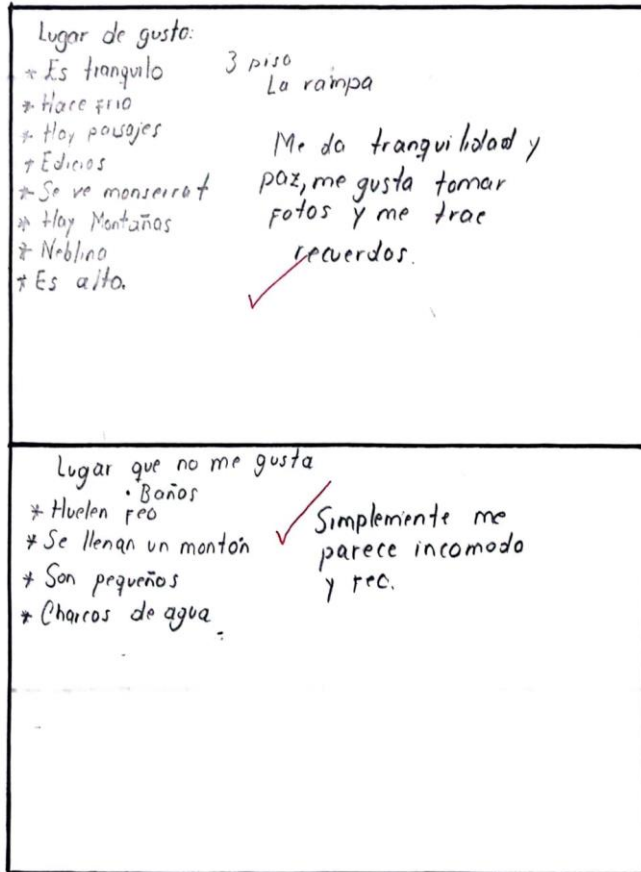 Lugar de gusto:
* Es tranquilo
* Hace frio
* Hay paisajes
* Edicios
* Se ve monserrat
* Hay Montañas
* Neblina
* Es alto.
3 piso
La rampa
Me da tranquilidad y
paz, me gusta tomar
fotos y me trae
recuerdos.
Lugar que no me gusta
· Baños
* Huelen feo
* Se llenan un montón
* Son pequeños
* Charcos de agua
Simplemente me
parece incomodo
y feo.